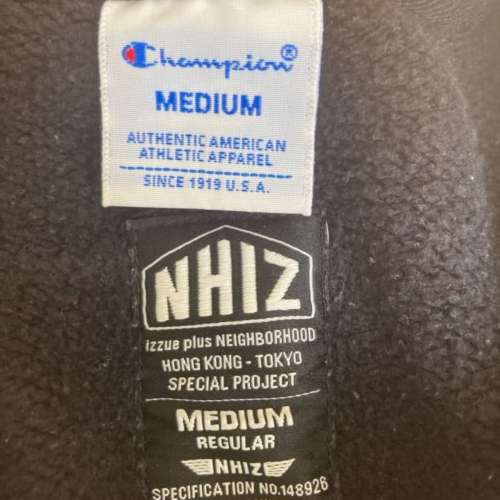 Champion®
MEDIUM
AUTHENTIC AMERICAN
ATHLETIC APPAREL
SINCE 1919 U.S.A.
NHIZ
izzue plus NEIGHBORHOOD
HONG KONG - TOKYO
SPECIAL PROJECT
MEDIUM
REGULAR
NHIZ
SPECIFICATION NO.148926